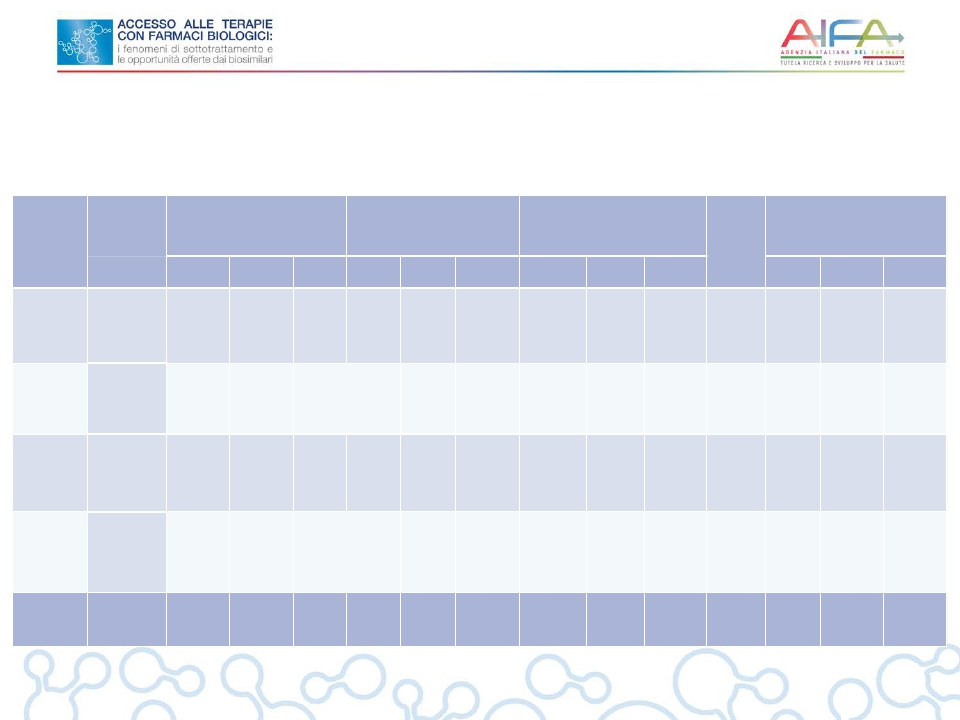 ACCESSO ALLE TERAPIE
CON FARMACI BIOLOGICI:
i fenomeni di sottotrattamento e
le opportunità offerte dai biosimilari
AIFA
AGENZIA ITALIANA DEL FARMACO
TUTELA RICERCA E SVILUPPO PER LA SALUTE